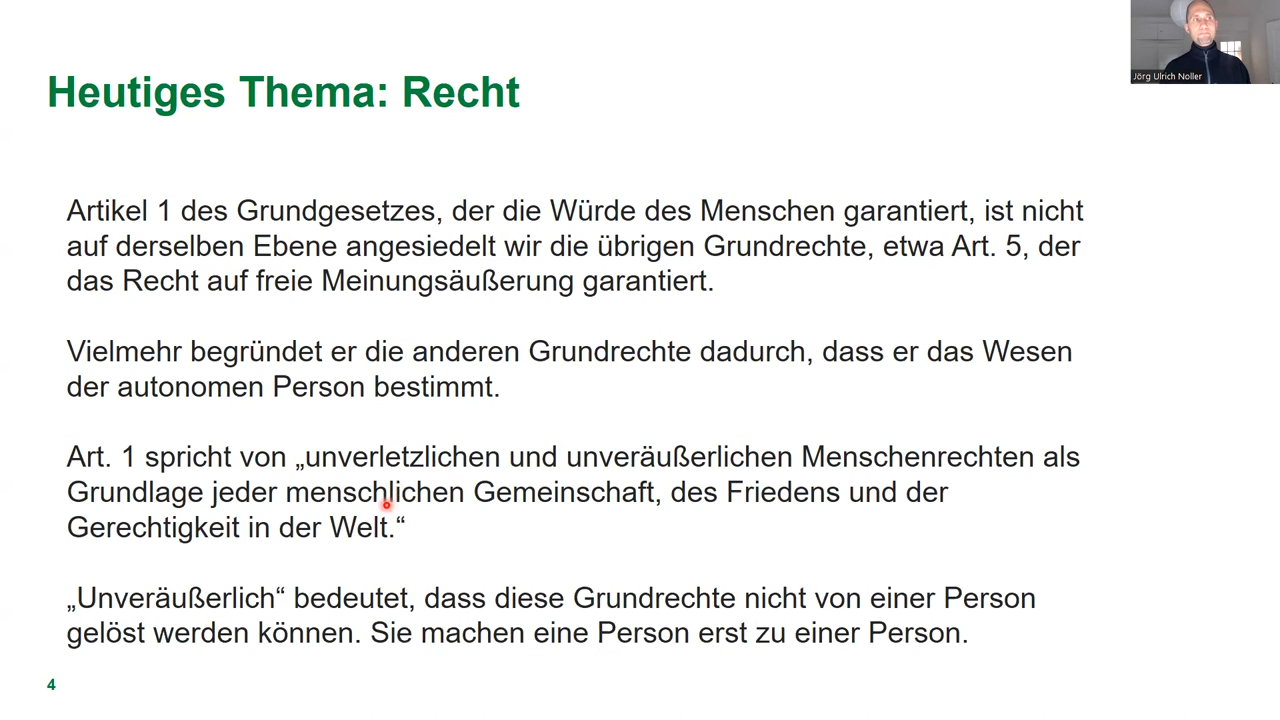 Jörg Ulrich Noller
Heutiges Thema: Recht
Artikel 1 des Grundgesetzes, der die Würde des Menschen garantiert, ist nicht
auf derselben Ebene angesiedelt wir die übrigen Grundrechte, etwa Art. 5, der
das Recht auf freie Meinungsäußerung garantiert.
Vielmehr begründet er die anderen Grundrechte dadurch, dass er das Wesen
der autonomen Person bestimmt.
Art. 1 spricht von „unverletzlichen und unveräußerlichen Menschenrechten als
Grundlage jeder menschlichen Gemeinschaft, des Friedens und der
Gerechtigkeit in der Welt.“
„Unveräußerlich“ bedeutet, dass diese Grundrechte nicht von einer Person
gelöst werden können. Sie machen eine Person erst zu einer Person.
4